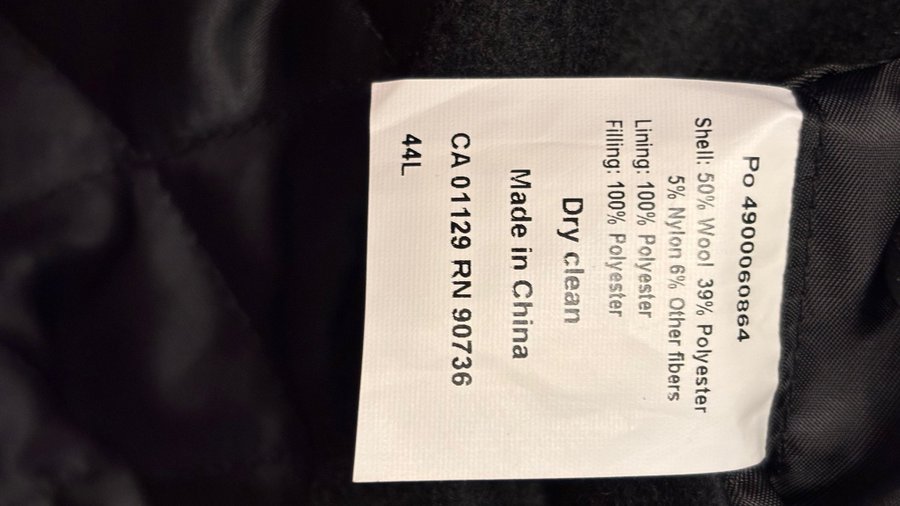 Po 4900060864
Shell: 50% Wool 39% Polyester
5% Nylon 6% Other fibers
Lining: 100% Polyester
Filling: 100% Polyester
Dry clean
Made in China
CA 01129 RN 90736
44L